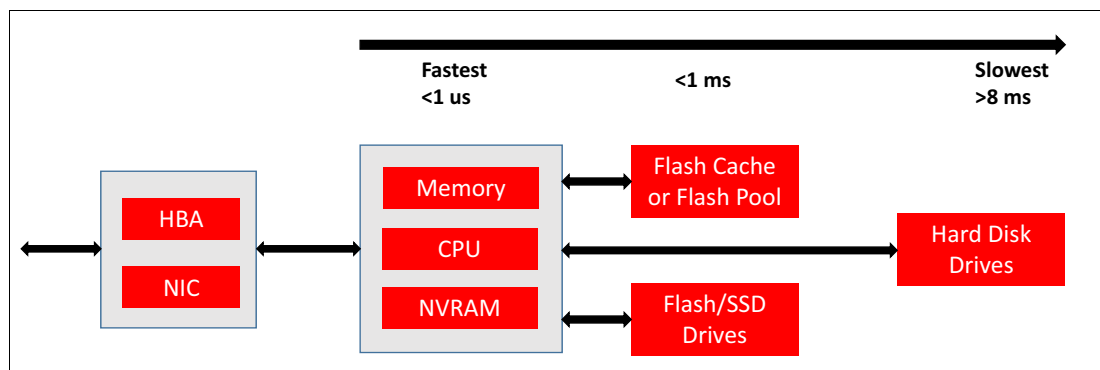 Fastest
<1 us
<1 ms
Slowest
>8 ms
HBA
NIC
Memory
CPU
NVRAM
Flash Cache
or Flash Pool
Flash/SSD
Drives
Hard Disk
Drives